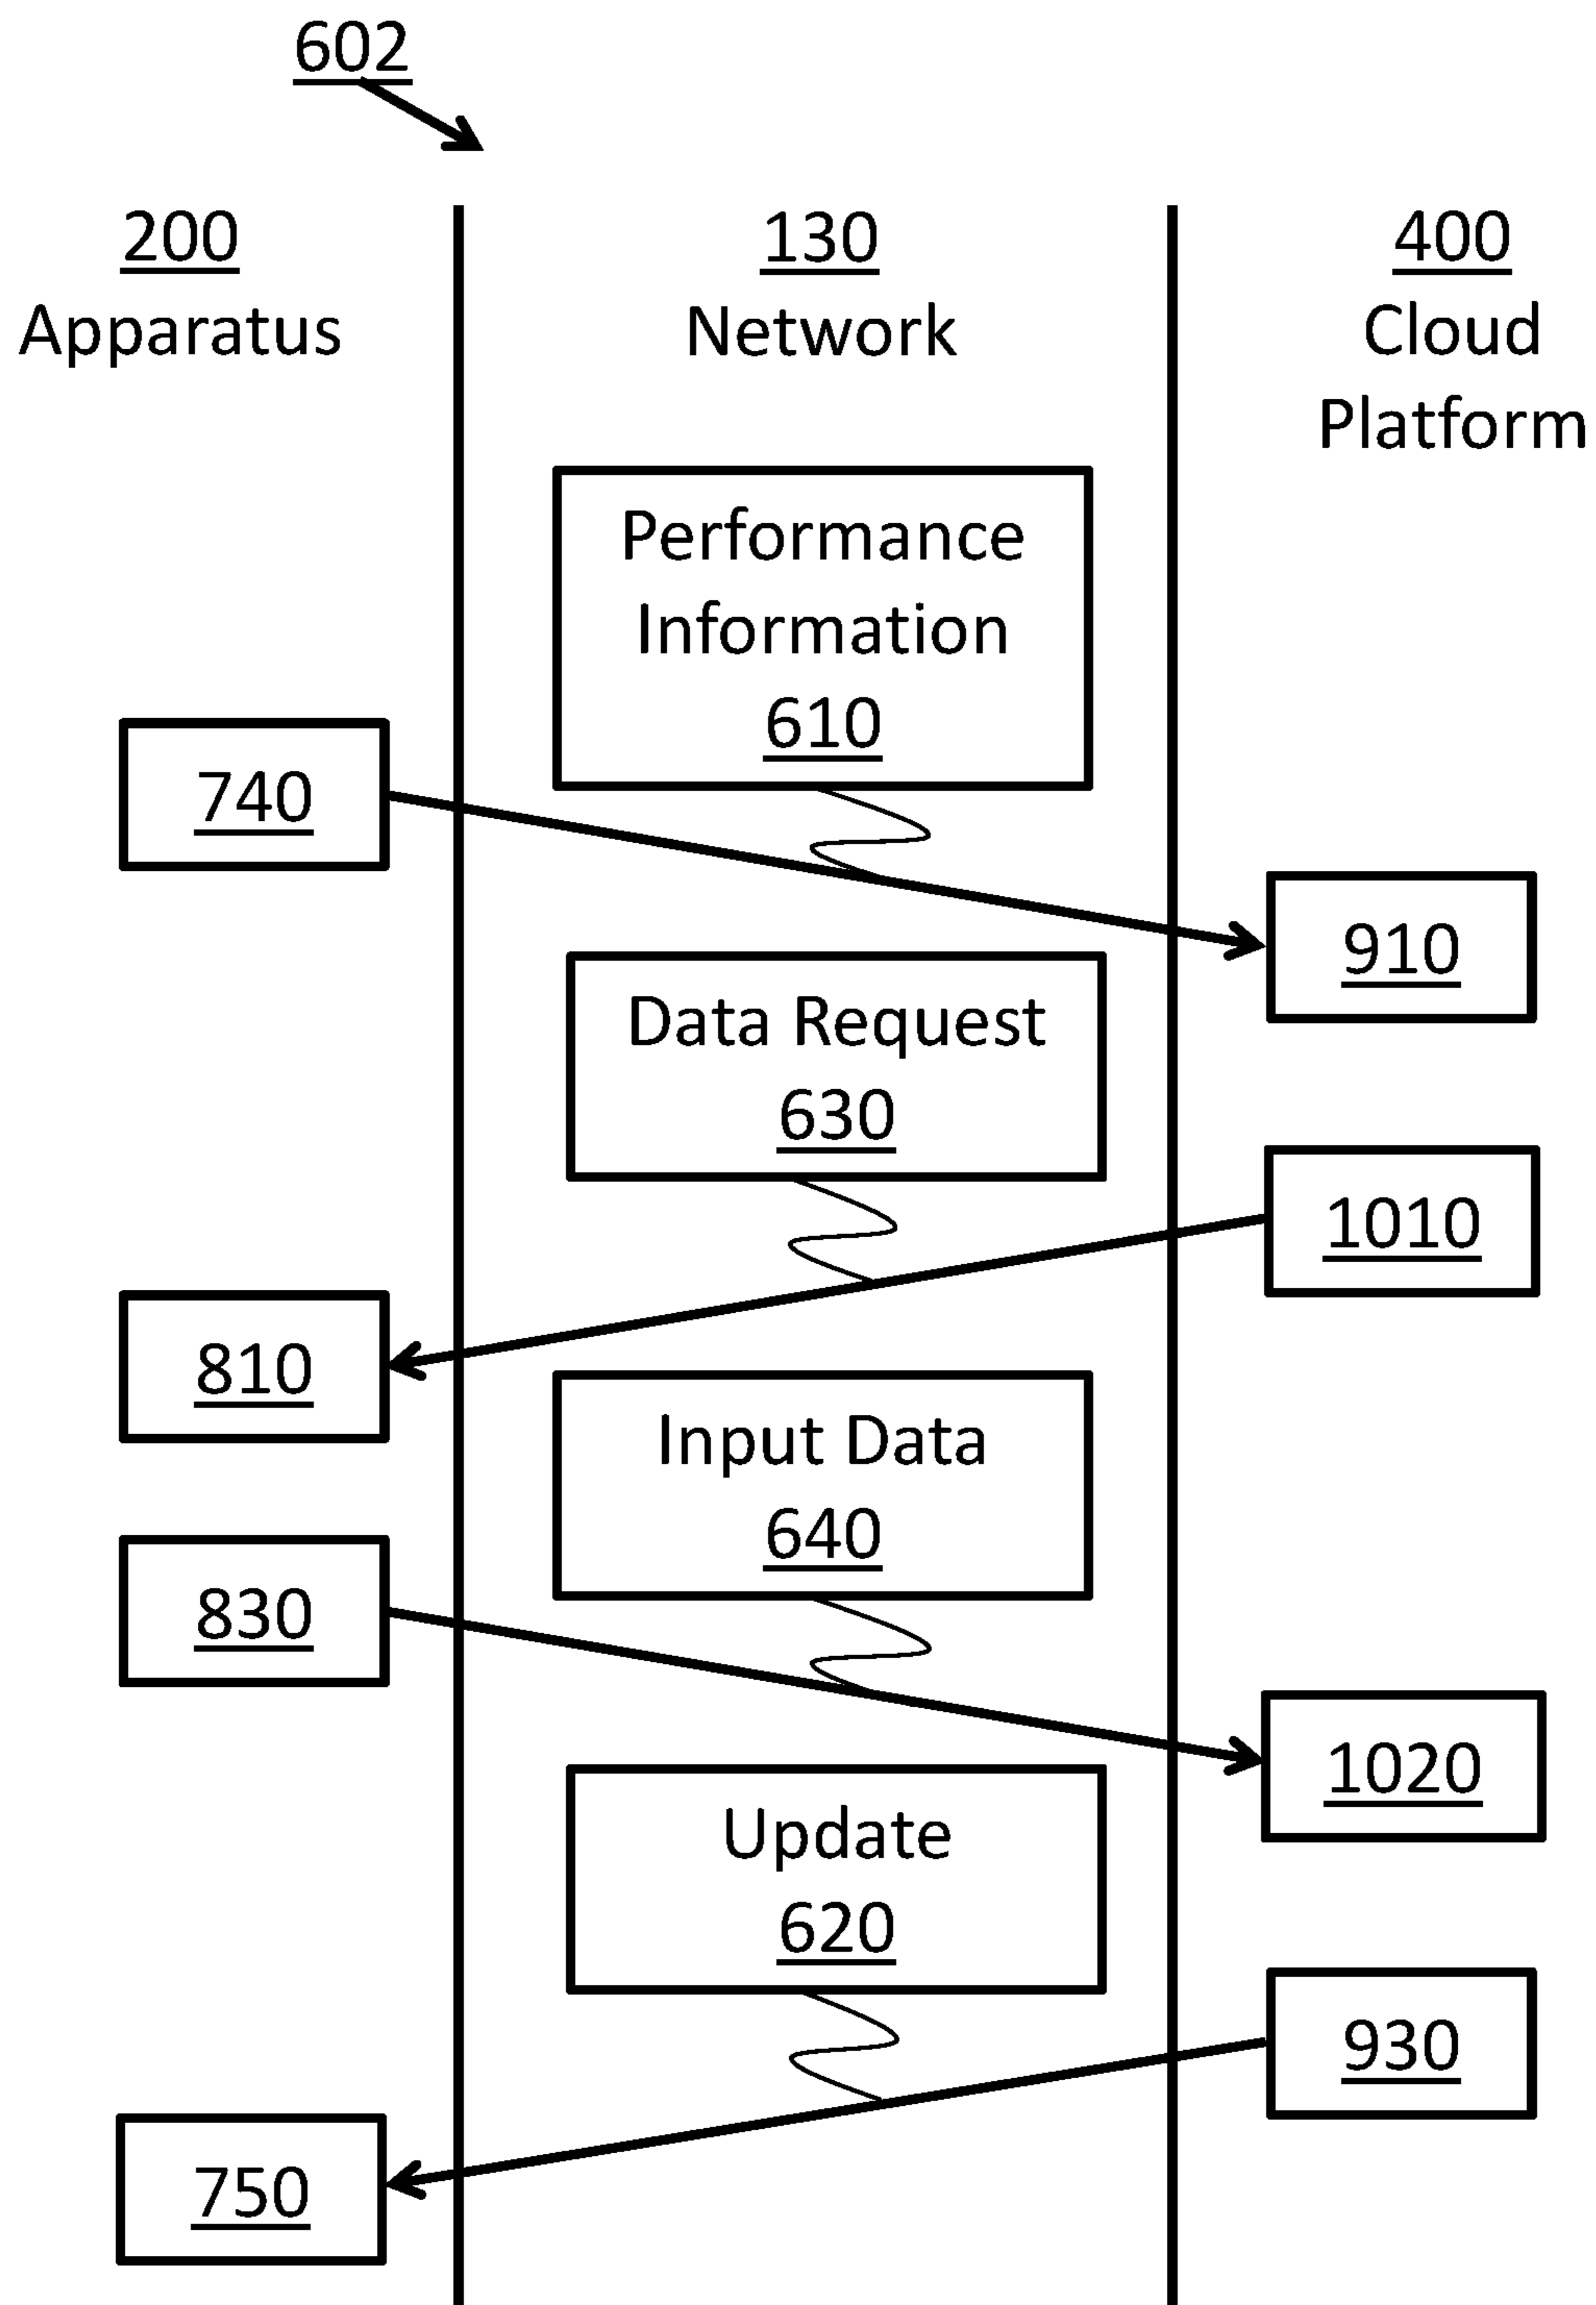 602
200
Apparatus
130
Network
400
Cloud
Platform
Performance
Information
610
740
910
Data Request
630
1010
810
Input Data
640
830
1020
Update
620
930
750